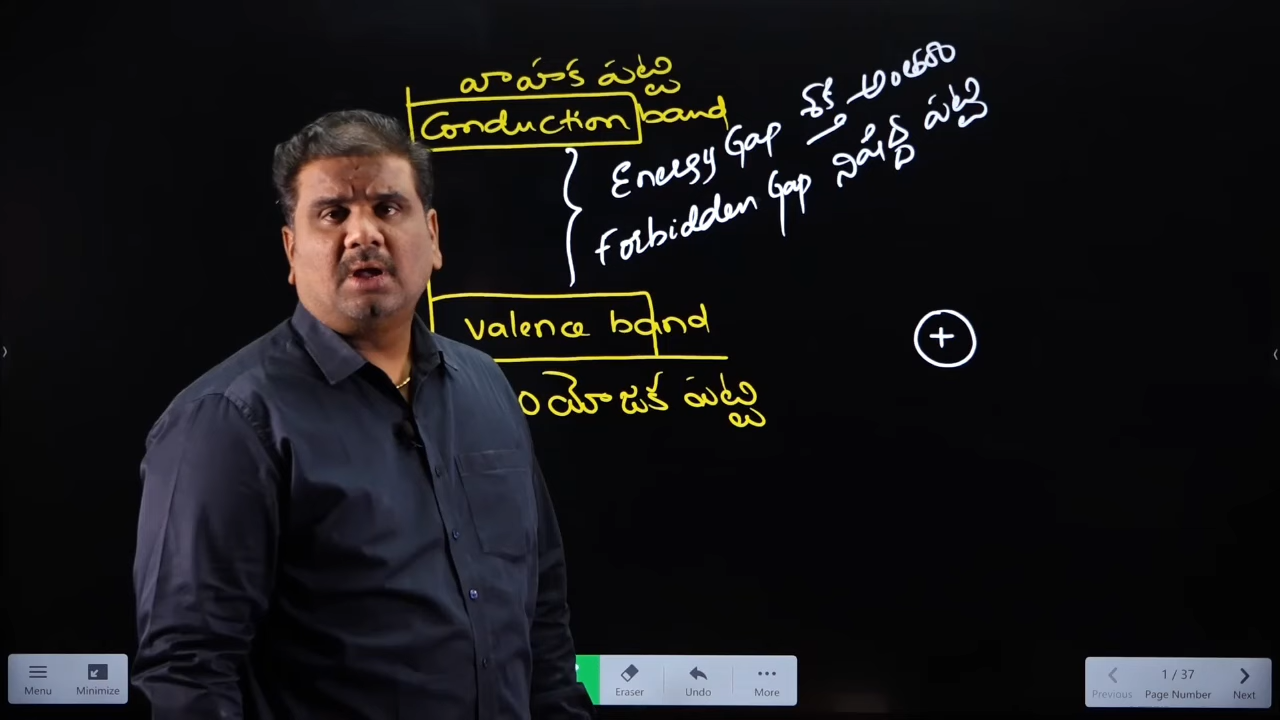 వాహక పట్టి
Conduction band
Energy Gap శక్తి అంతరం
Forbidden Gap నిషిద్ధ పట్టి
valence band
యోజక పట్టి
+
Menu
Minimize
Eraser
Undo
More
Previous
1 / 37
Page Number
Next